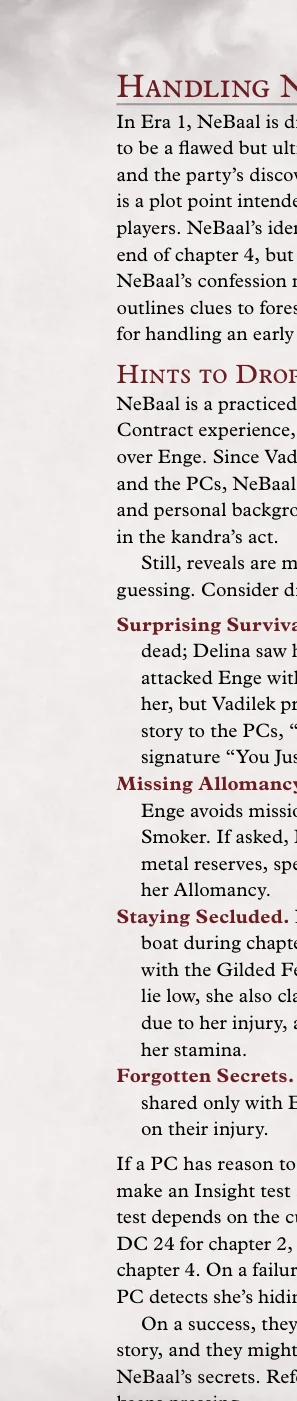 Handling N
In Era 1, NeBaal is d
to be a flawed but ult
and the party's discov
is a plot point intende
players. NeBaal's iden
end of chapter 4, but
NeBaal's confession
outlines clues to fores
for handling an early
Hints to Drop
NeBaal is a practiced
Contract experience,
over Enge. Since Vad
and the PCs, NeBaal
and personal backgro
in the kandra's act.
Still, reveals are m
guessing. Consider d
Surprising Surviva
dead; Delina saw h
attacked Enge with
her, but Vadilek pr
story to the PCs, "
signature "You Jus
Missing Allomancy
Enge avoids missio
Smoker. If asked,
metal reserves, spe
her Allomancy.
Staying Secluded.
boat during chapte
with the Gilded Fe
lie low, she also cla
due to her injury, a
her stamina.
Forgotten Secrets.
shared only with E
on their injury.
If a PC has reason to
make an Insight test
test depends on the cu
DC 24 for chapter 2,
chapter 4. On a failur
PC detects she's hidin
On a success, they
story, and they might
NeBaal's secrets. Refe